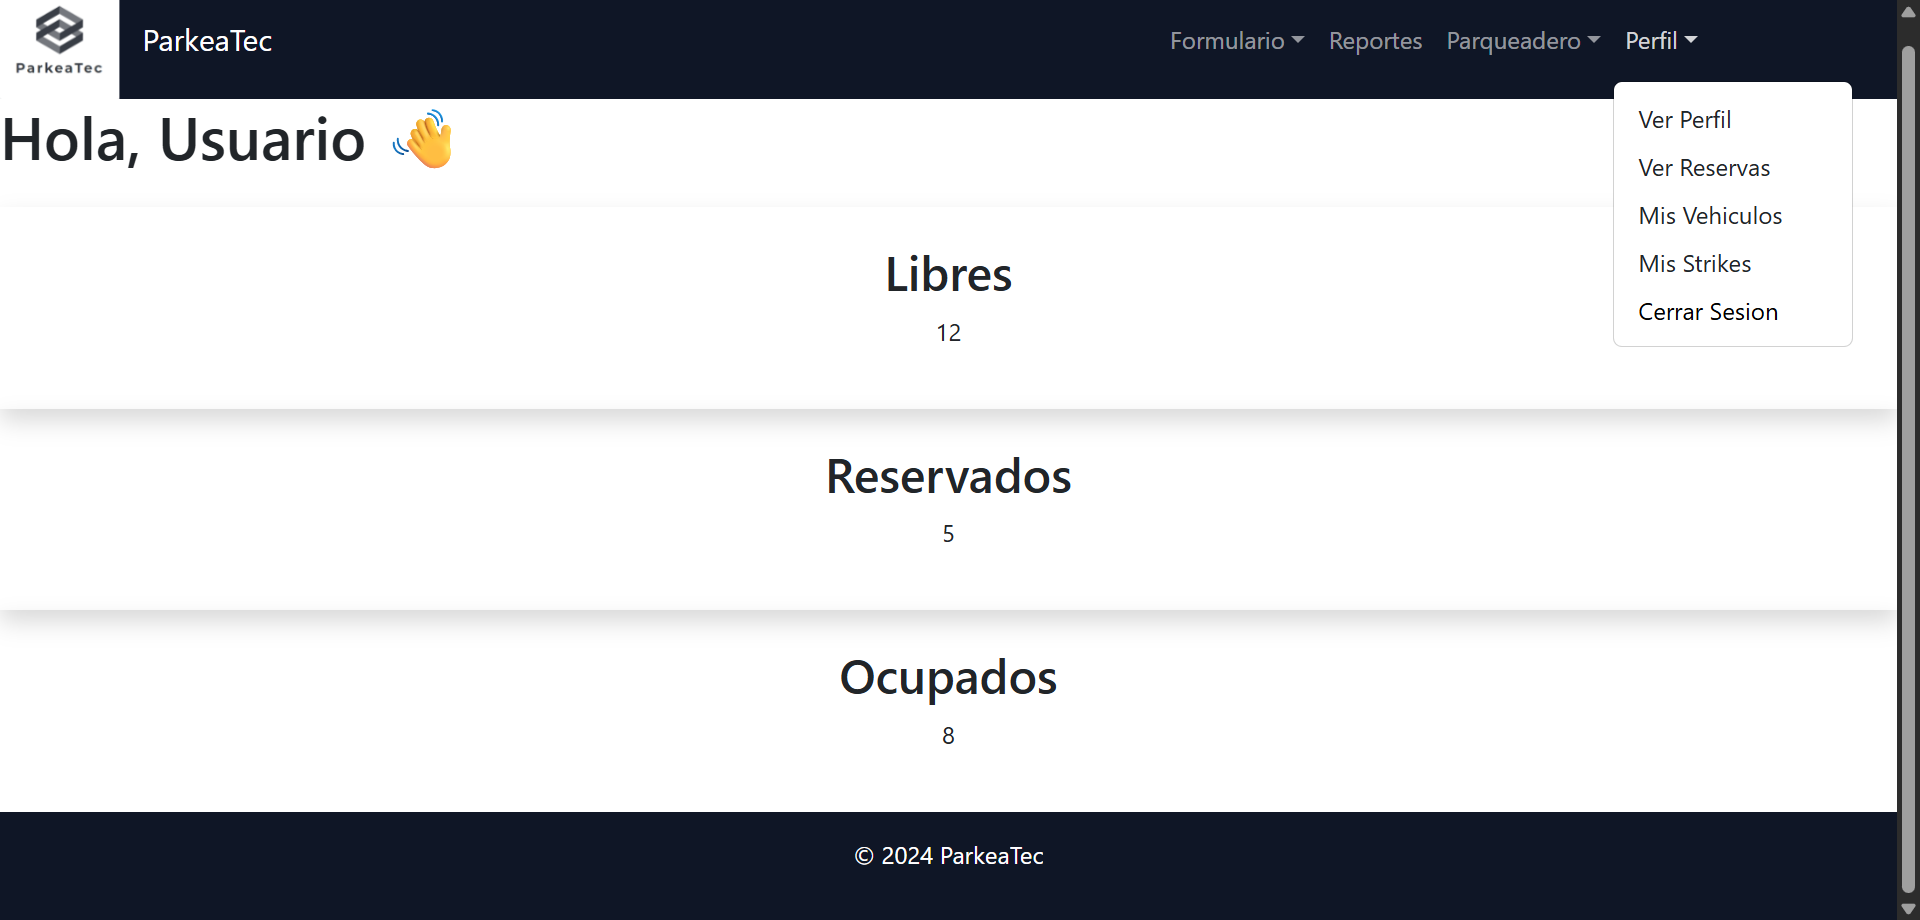 ParkeaTec
ParkeaTec
Formulario
Reportes
Parqueadero
Perfil
Ver Perfil
Ver Reservas
Mis Vehiculos
Mis Strikes
Cerrar Sesion
Hola, Usuario 👋
Libres
12
Reservados
5
Ocupados
8
© 2024 ParkeaTec